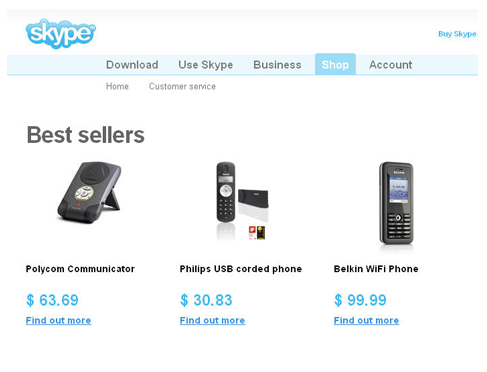 skype
Buy Skype
Download Use Skype Business Shop Account
Home Customer service
Best sellers
Polycom Communicator Philips USB corded phone Belkin WiFi Phone
$ 63.69 $ 30.83 $ 99.99
Find out more Find out more Find out more